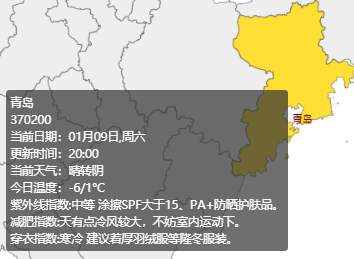 青岛
370200
当前日期：01月09日,周六
更新时间：20:00
当前天气：晴转阴
今日温度：-6/1°C
紫外线指数:中等 涂擦SPF大于15、PA+防晒护肤品。
减肥指数:天有点冷风较大，不妨室内运动下。
穿衣指数:寒冷 建议着厚羽绒服等隆冬服装。
青岛